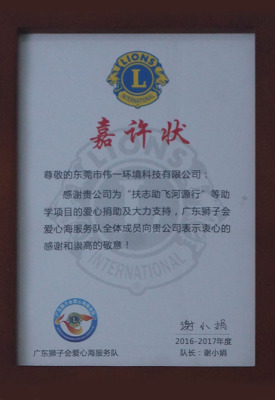 LIONS
L
INTERNATIONAL
嘉许状
尊敬的东莞市伟一环境科技有限公司：
感谢贵公司为“扶志助飞河源行”等助
学项目的爱心捐助及大力支持，广东狮子会
爱心海服务队全体成员向贵公司表示衷心的
感谢和崇高的敬意！
LIONS
INTERNATIONAL
谢小娟
2016-2017年度
广东狮子会爱心海服务队
队长：谢小娟